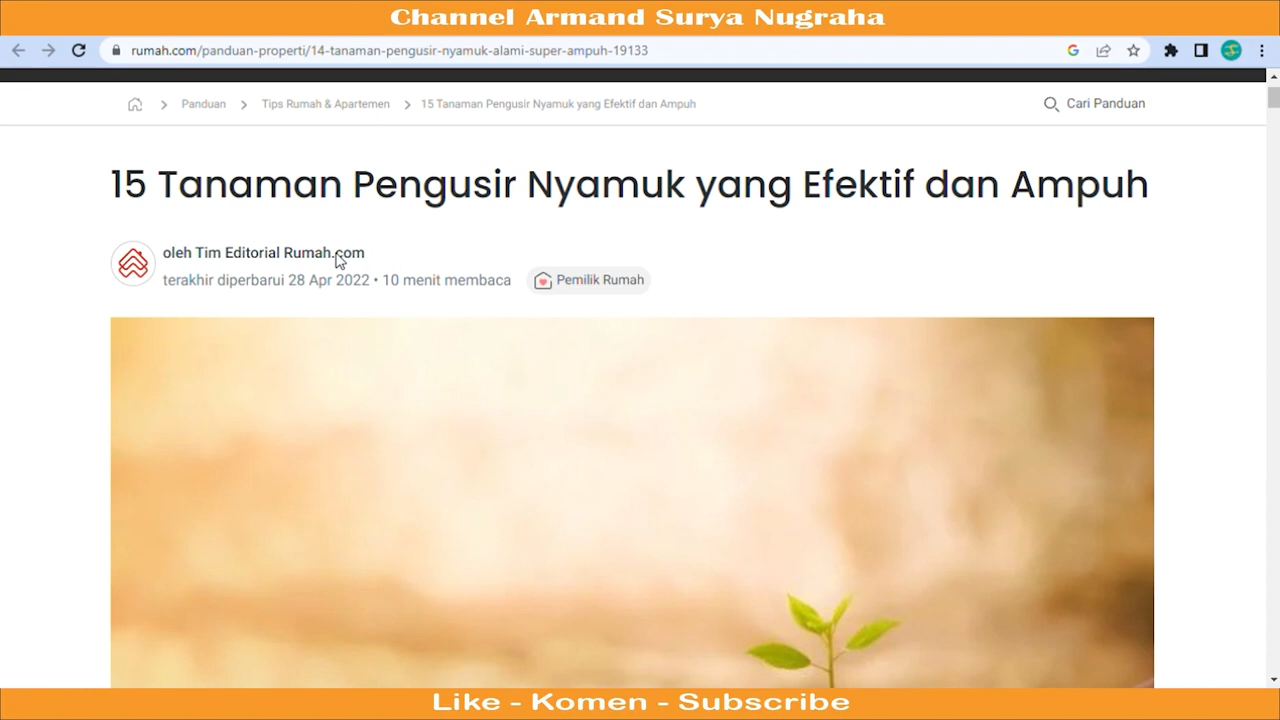 Channel Armand Surya Nugraha
rumah.com/panduan-properti/14-tanaman-pengusir-nyamuk-alami-super-ampuh-19133
Panduan > Tips Rumah & Apartemen > 15 Tanaman Pengusir Nyamuk yang Efektif dan Ampuh
Cari Panduan
15 Tanaman Pengusir Nyamuk yang Efektif dan Ampuh
oleh Tim Editorial Rumah.com
terakhir diperbarui 28 Apr 2022 • 10 menit membaca
Pemilik Rumah
Like - Komen - Subscribe